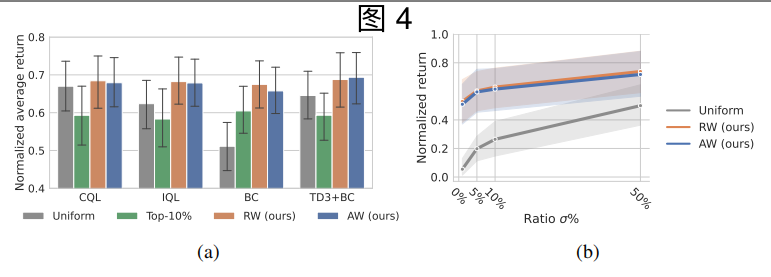 图 4
Normalized average return
0.8
0.7
0.6
0.5
0.4
CQL IQL BC TD3+BC
Uniform Top-10% RW (ours) AW (ours)
(a)
Normalized return
1.0
0.8
0.6
0.4
0.2
0.0
0% 5% 10% 50%
Ratio σ%
Uniform
RW (ours)
AW (ours)
(b)